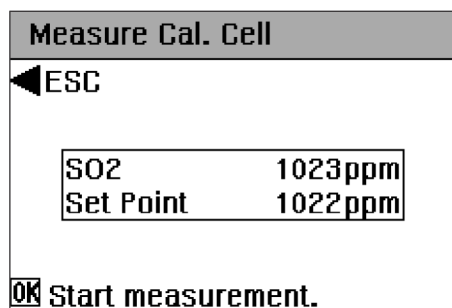 Measure Cal. Cell
ESC
SO2 1023ppm
Set Point 1022ppm
OK Start measurement.